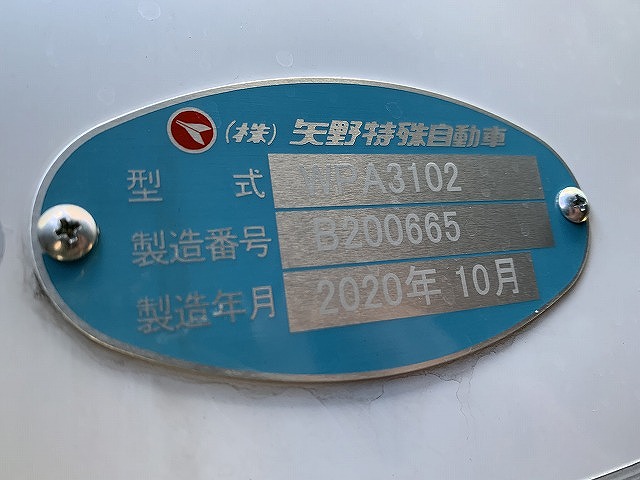 (株)矢野特殊自動車
型 式 PA3102
製造番号 B200665
製造年月 2020年 10月